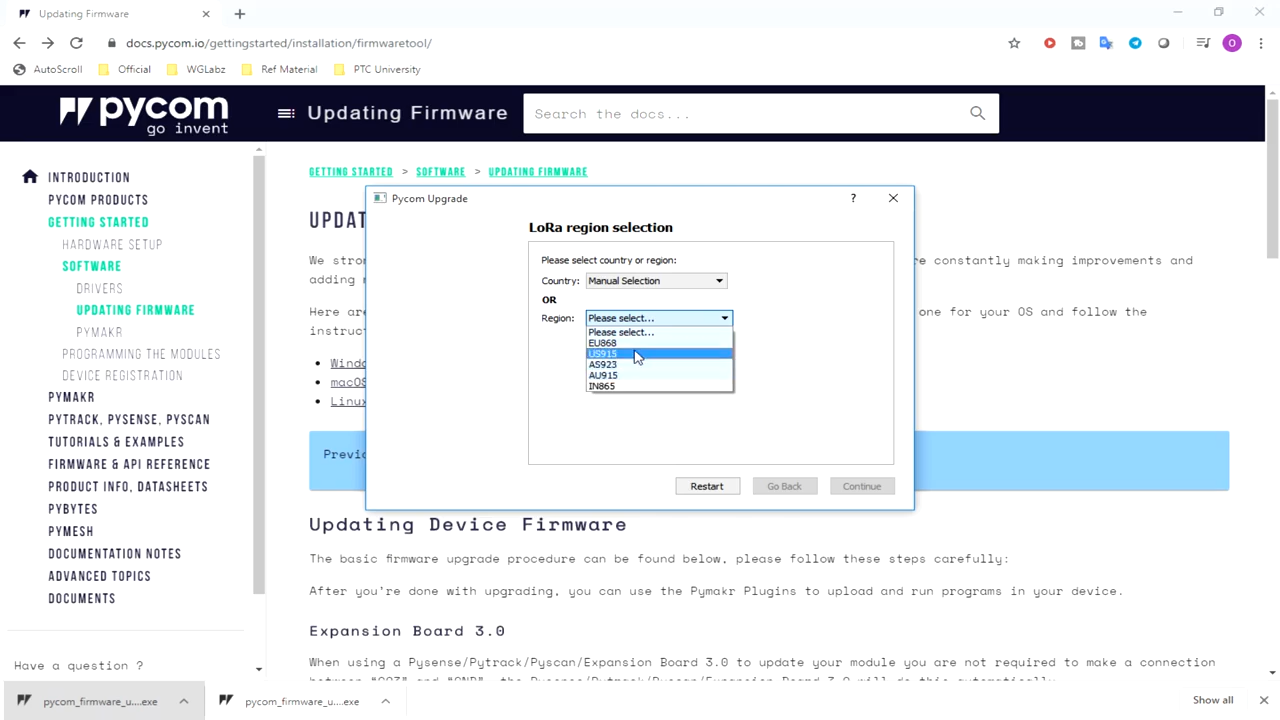 Updating Firmware
docs.pycom.io/gettingstarted/installation/firmwaretool/
O
AutoScroll Official WGLabz Ref Material PTC University
pycom
go invent
Updating Firmware
Search the docs...
INTRODUCTION
PYCOM PRODUCTS
GETTING STARTED
HARDWARE SETUP
SOFTWARE
DRIVERS
UPDATING FIRMWARE
PYMAKR
PROGRAMMING THE MODULES
DEVICE REGISTRATION
PYMAKR
PYTRACK, PYSENSE, PYSCAN
TUTORIALS & EXAMPLES
FIRMWARE & API REFERENCE
PRODUCT INFO, DATASHEETS
PYBYTES
PYMESH
DOCUMENTATION NOTES
ADVANCED TOPICS
DOCUMENTS
Have a question ?
GETTING STARTED > SOFTWARE > UPDATING FIRMWARE
UPDAT
We stron re constantly making improvements and
adding n
Here are one for your OS and follow the
instruct
Windo
macOS
Linux
Previo
Pycom Upgrade
?
LoRa region selection
Please select country or region:
Country: Manual Selection
OR
Region: Please select...
Please select...
EU868
US915
AS923
AU915
IN865
Restart Go Back Continue
Updating Device Firmware
The basic firmware upgrade procedure can be found below, please follow these steps carefully:
After you're done with upgrading, you can use the Pymakr Plugins to upload and run programs in your device.
Expansion Board 3.0
When using a Pysense/Pytrack/Pyscan/Expansion Board 3.0 to update your module you are not required to make a connection
pycom_firmware_u....exe pycom_firmware_u....exe Show all